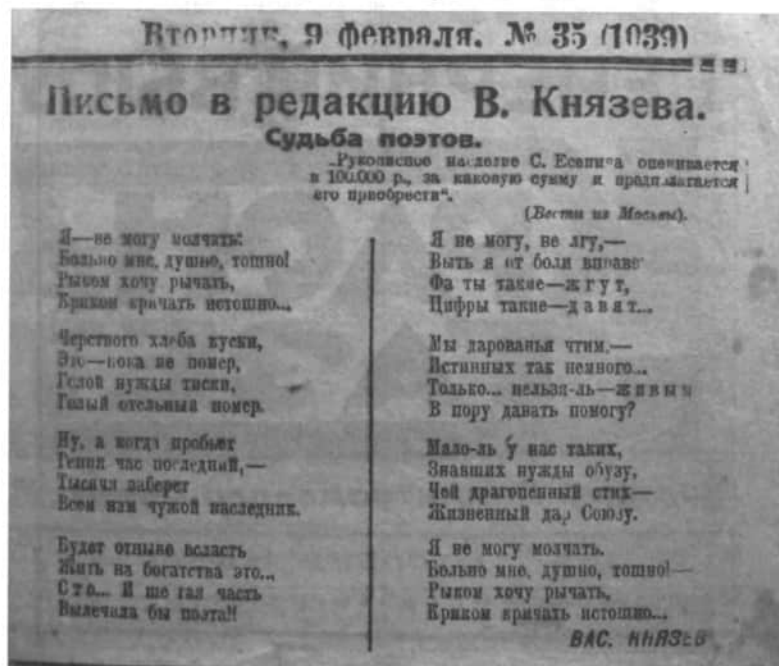 Вторник, 9 февраля. № 35 (1039)
Письмо в редакцию В. Князева.
Судьба поэтов.
„Рукописное наследие С. Есенина оценивается
в 100.000 р., за каковую сумму и предлагается
его приобрести“.
(Вести из Москвы).
Я—не могу молчать:
Больно мне, душно, тошно!
Рыком хочу рычать,
Криком кричать истошно...
Черствого хлеба куски,
Это—пока не помер,
Голой нужды тиски,
Голый отельный номер.
Ну, а когда пробьет
Гения час последний,—
Тысячи заберет
Всем им чужой наследник.
Будет отныне всласть
Жить на богатства это...
Сто... И ше тая часть
Вылечила бы поэта!!
Я не могу, не лгу,—
Выть я от боли вправе
Фа ты такие—жгут,
Цифры такие—давят...
Мы дарованья чтим,—
Истинных так немного...
Только... нельзя-ль—живым
В пору давать помогу?
Мало-ль у нас таких,
Знавших нужды обузу,
Чей драгоценный стих—
Жизненный дар Союзу.
Я не могу молчать.
Больно мне, душно, тошно!—
Рыком хочу рычать,
Криком кричать истошно...
ВАС. КНЯЗЕВ